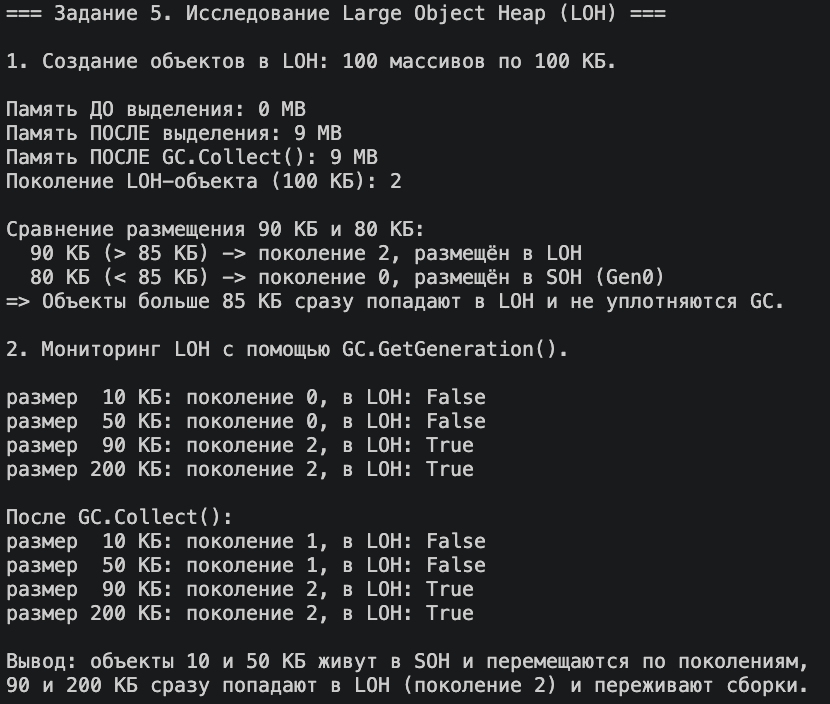 === Задание 5. Исследование Large Object Heap (LOH) ===
1. Создание объектов в LOH: 100 массивов по 100 КБ.
Память ДО выделения: 0 MB
Память ПОСЛЕ выделения: 9 MB
Память ПОСЛЕ GC.Collect(): 9 MB
Поколение LOH-объекта (100 КБ): 2
Сравнение размещения 90 КБ и 80 КБ:
  90 КБ (> 85 КБ) -> поколение 2, размещён в LOH
  80 КБ (< 85 КБ) -> поколение 0, размещён в SOH (Gen0)
=> Объекты больше 85 КБ сразу попадают в LOH и не уплотняются GC.
2. Мониторинг LOH с помощью GC.GetGeneration().
размер  10 КБ: поколение 0, в LOH: False
размер  50 КБ: поколение 0, в LOH: False
размер  90 КБ: поколение 2, в LOH: True
размер 200 КБ: поколение 2, в LOH: True
После GC.Collect():
размер  10 КБ: поколение 1, в LOH: False
размер  50 КБ: поколение 1, в LOH: False
размер  90 КБ: поколение 2, в LOH: True
размер 200 КБ: поколение 2, в LOH: True
Вывод: объекты 10 и 50 КБ живут в SOH и перемещаются по поколениям,
90 и 200 КБ сразу попадают в LOH (поколение 2) и переживают сборки.